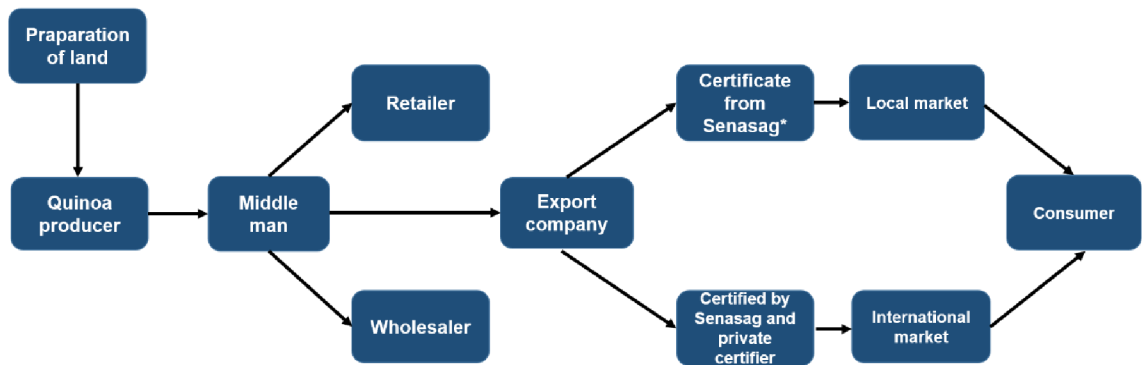 Praparation
of land
Retailer
Certificate
from
Senasag*
Local market
Quinoa
producer
Middle
man
Export
company
Consumer
Wholesaler
Certified by
Senasag and
private
certifier
International
market